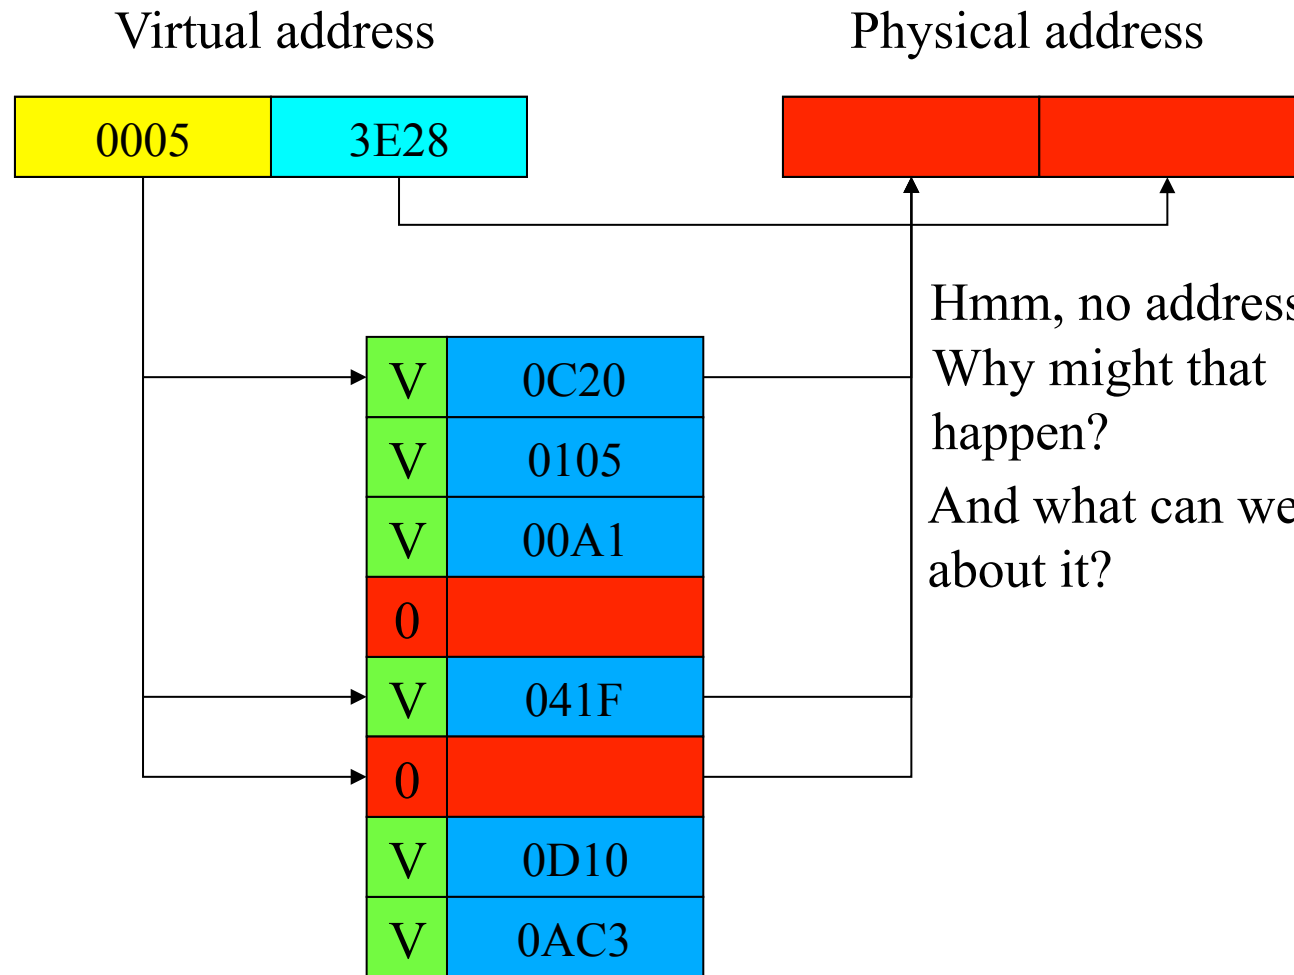 Virtual address
Physical address
0005
3E28
Hmm, no address
Why might that
happen?
And what can we
about it?
V
0C20
V
0105
V
00A1
0
V
041F
0
V
0D10
V
0AC3